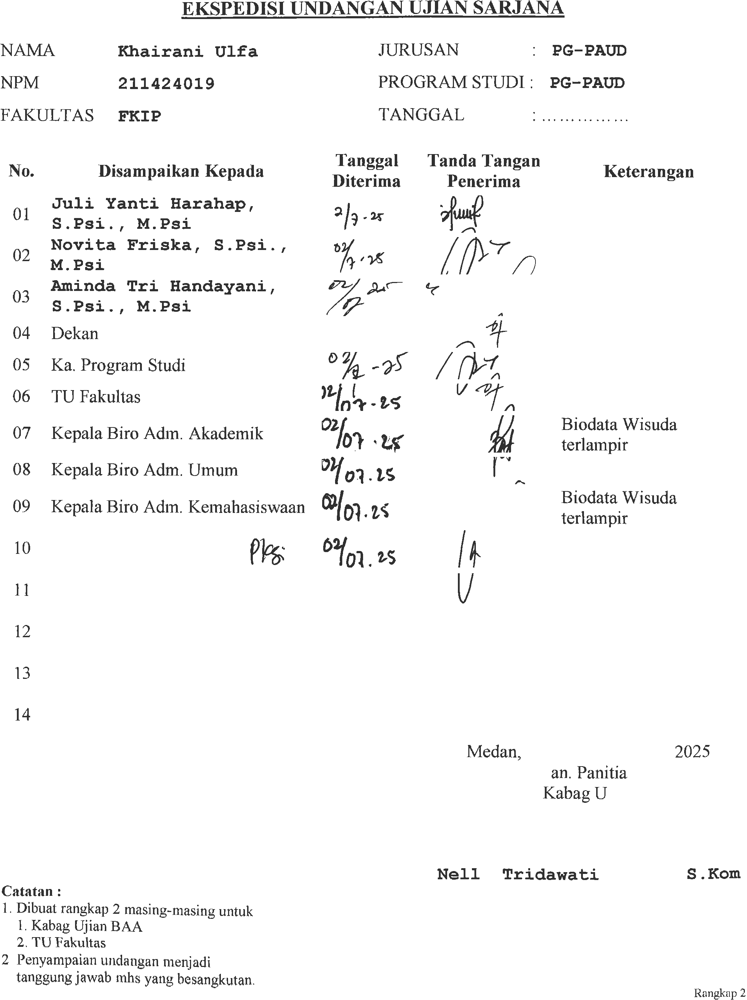 EKSPEDISI UNDANGAN UJIAN SARJANA
NAMA Khairani Ulfa JURUSAN : PG-PAUD
NPM 211424019 PROGRAM STUDI : PG-PAUD
FAKULTAS FKIP TANGGAL : ...............
No. Disampaikan Kepada Tanggal Diterima Tanda Tangan Penerima Keterangan
01 Juli Yanti Harahap, S.Psi., M.Psi 2/7-25
02 Novita Friska, S.Psi., M.Psi 02/7-25
03 Aminda Tri Handayani, S.Psi., M.Psi 02/07 25
04 Dekan
05 Ka. Program Studi 02/7-25
06 TU Fakultas 02/07-25
07 Kepala Biro Adm. Akademik 02/07.25 Biodata Wisuda terlampir
08 Kepala Biro Adm. Umum 02/07.25
09 Kepala Biro Adm. Kemahasiswaan 02/07.25 Biodata Wisuda terlampir
10 02/07.25
11
12
13
14
Medan, 2025
an. Panitia
Kabag U
Nell Tridawati S.Kom
Catatan :
1. Dibuat rangkap 2 masing-masing untuk
1. Kabag Ujian BAA
2. TU Fakultas
2 Penyampaian undangan menjadi
tanggung jawab mhs yang besangkutan.
Rangkap 2